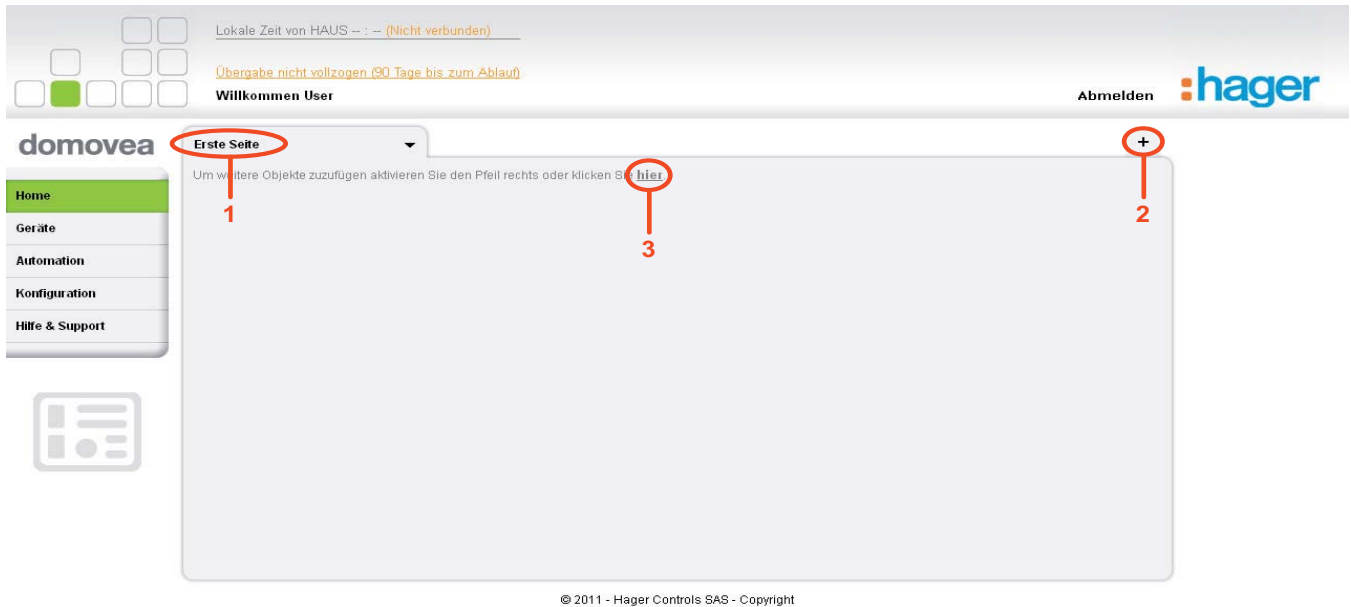 Lokale Zeit von HAUS -- : -- (Nicht verbunden)
Übergabe nicht vollzogen (90 Tage bis zum Ablauf)
Willkommen User
Abmelden
:hager
domovea
Erste Seite
+
Um weitere Objekte zuzufügen aktivieren Sie den Pfeil rechts oder klicken Sie hier.
Home
1
2
Geräte
3
Automation
Konfiguration
Hilfe & Support
© 2011 - Hager Controls SAS - Copyright